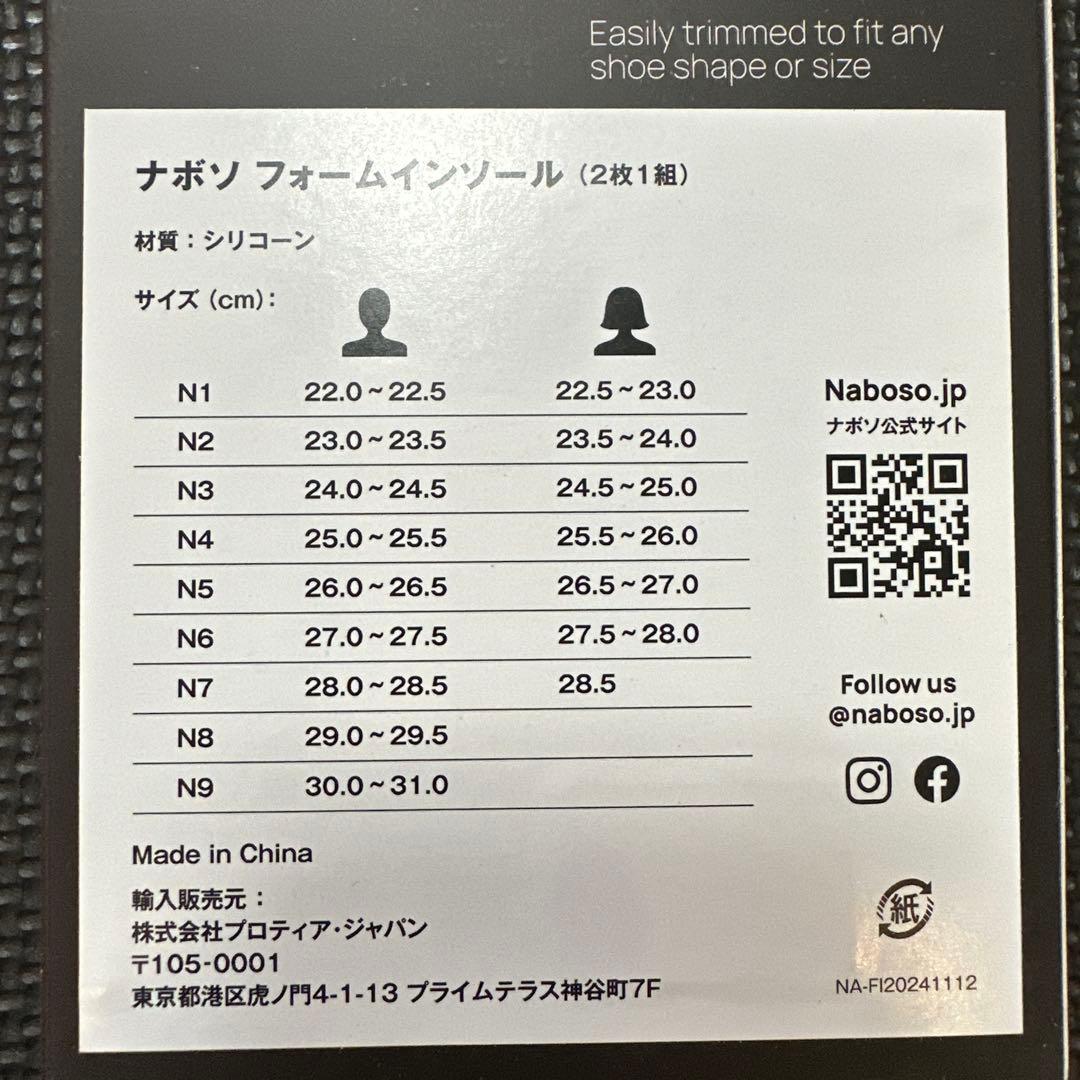 Easily trimmed to fit any
shoe shape or size
ナボソ フォームインソール（2枚1組）
材質：シリコーン
サイズ（cm）：
N1 22.0～22.5 22.5～23.0
N2 23.0～23.5 23.5～24.0
N3 24.0～24.5 24.5～25.0
N4 25.0～25.5 25.5～26.0
N5 26.0～26.5 26.5～27.0
N6 27.0～27.5 27.5～28.0
N7 28.0～28.5 28.5
N8 29.0～29.5
N9 30.0～31.0
Naboso.jp
ナボソ公式サイト
Follow us
@naboso.jp
Made in China
輸入販売元：
株式会社プロティア・ジャパン
〒105-0001
東京都港区虎ノ門4-1-13 プライムテラス神谷町7F
紙
NA-FI20241112